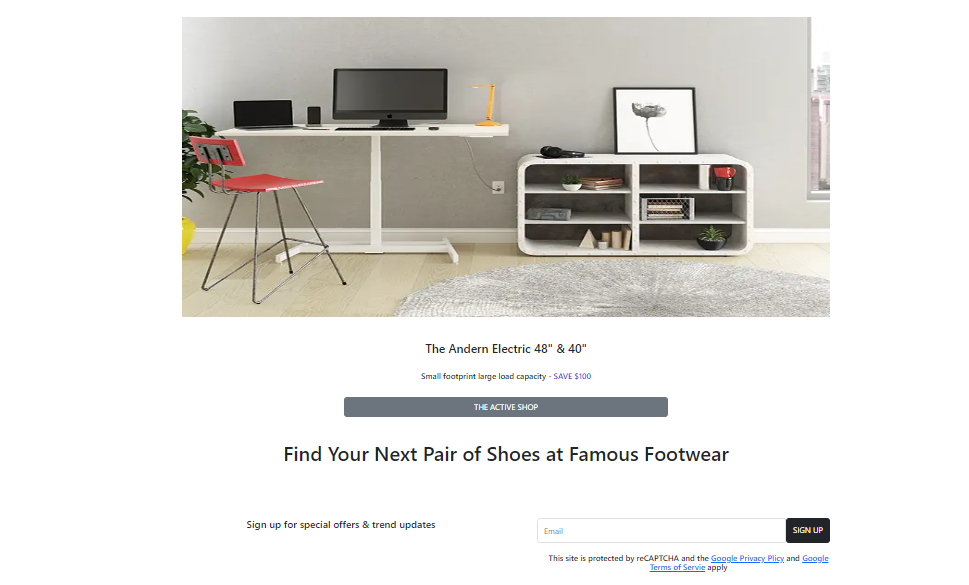 The Andern Electric 48" & 40"
Small footprint large load capacity - SAVE $100
THE ACTIVE SHOP
Find Your Next Pair of Shoes at Famous Footwear
Sign up for special offers & trend updates
Email
SIGN UP
This site is protected by reCAPTCHA and the Google Privacy Plicy and Google
Terms of Servie apply